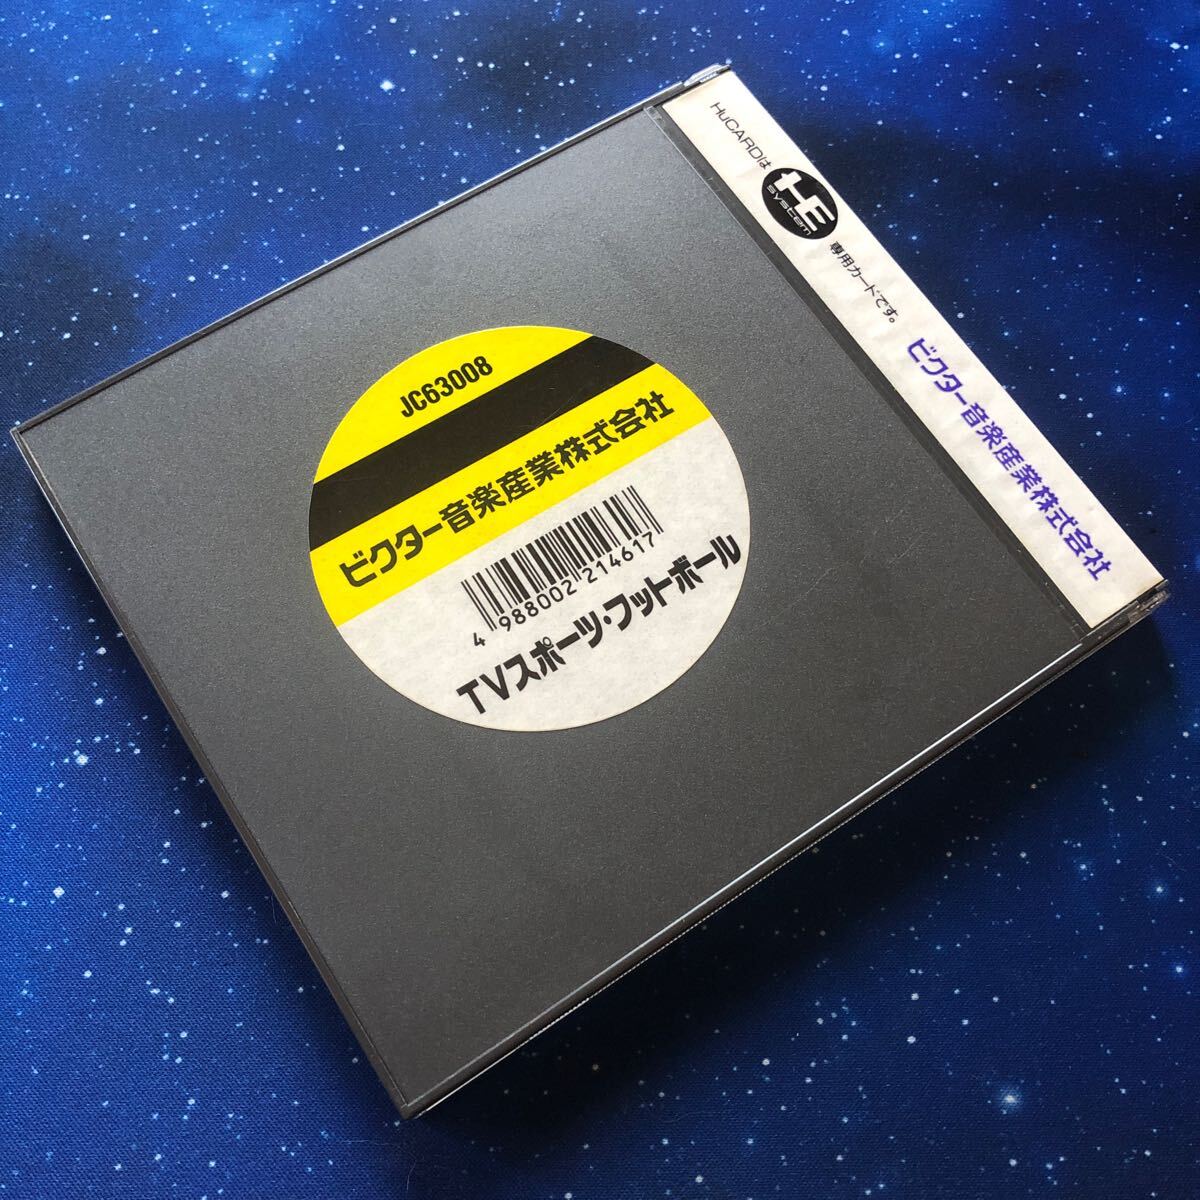 JC63008
ビクター音楽産業株式会社
4 988002 214617
TVスポーツ・フットボール
HuCARDは HE system 専用カードです。
ビクター音楽産業株式会社